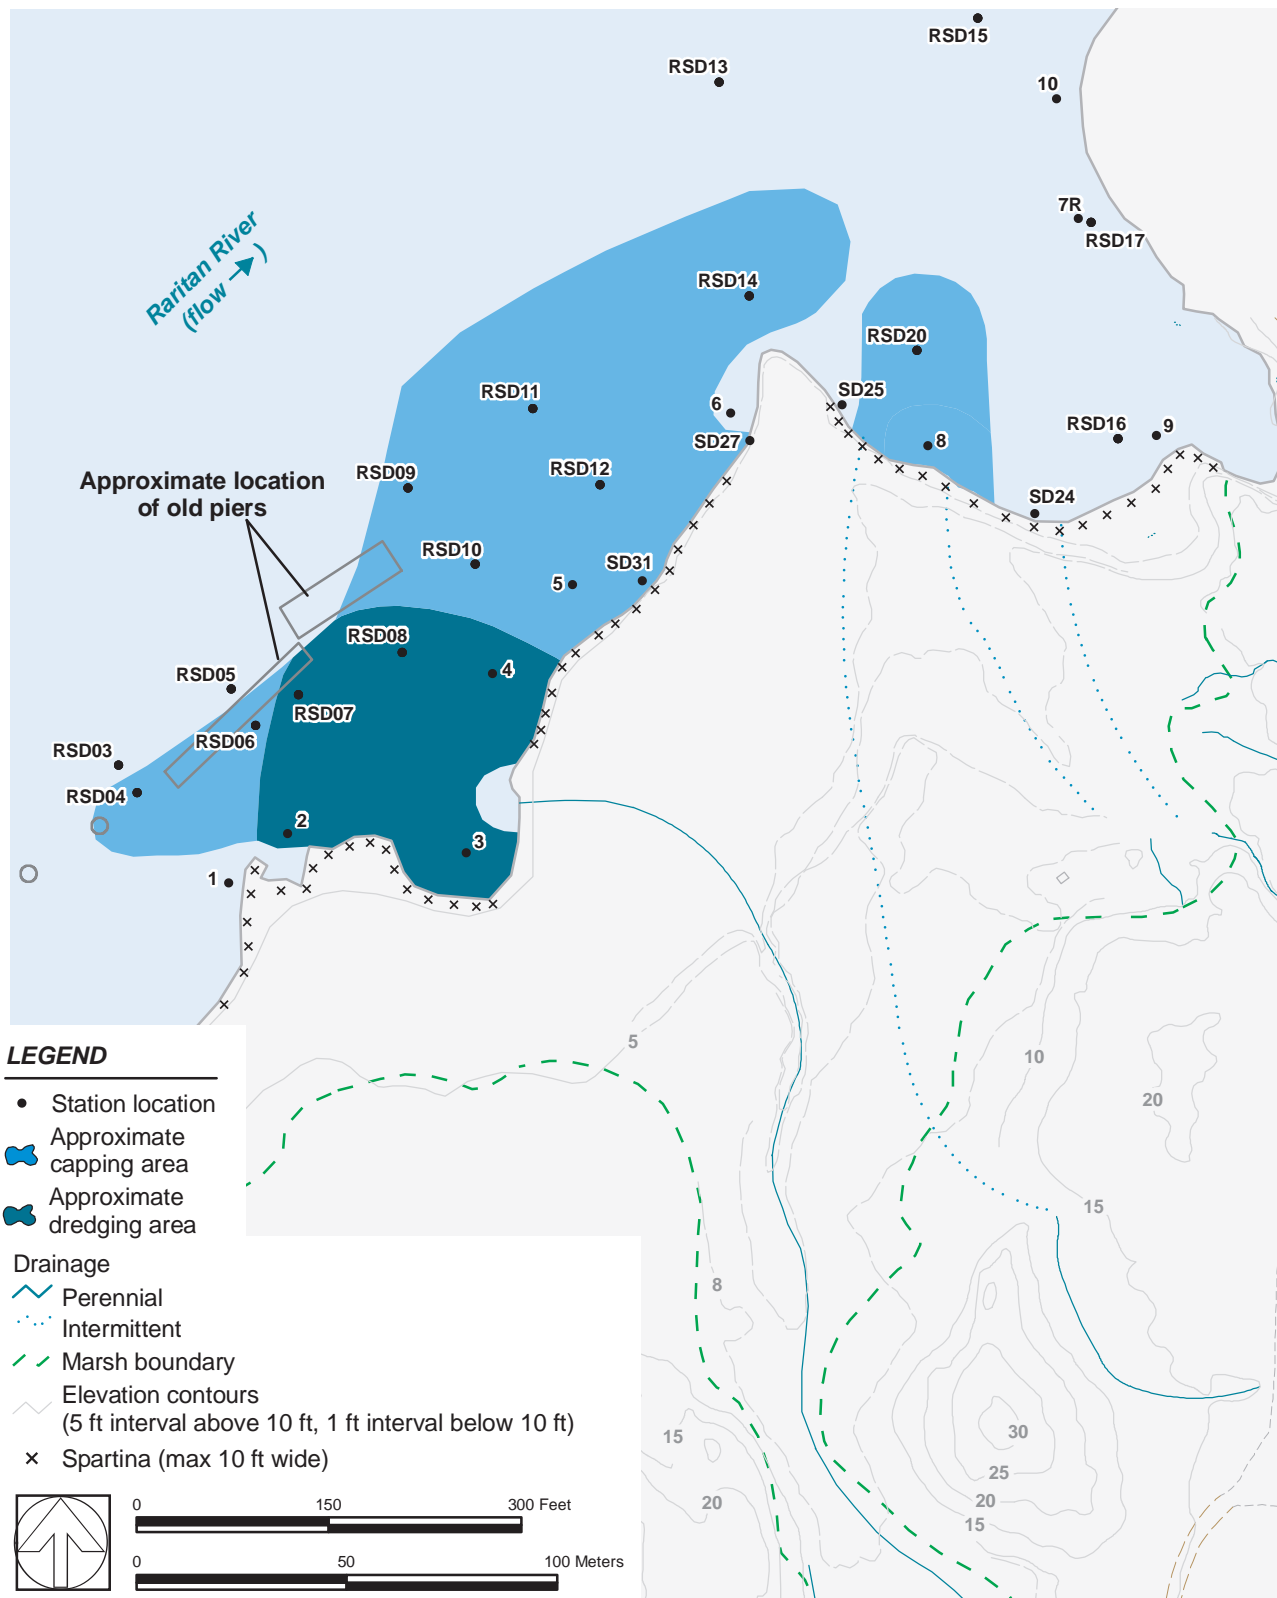 RSD15
RSD13
10
7R
RSD17
Raritan River
(flow
)
RSD14
RSD20
RSD11
SD25
6
SD27
8
RSD16
9
RSD09
RSD12
SD24
Approximate location
of old piers
RSD10
5
SD31
RSD08
4
RSD05
RSD07
RSD06
RSD03
RSD04
2
3
1
5
10
20
15
8
15
20
30
25
20
15
LEGEND
Station location
Approximate
capping area
Approximate
dredging area
Drainage
Perennial
Intermittent
Marsh boundary
Elevation contours
(5 ft interval above 10 ft, 1 ft interval below 10 ft)
Spartina (max 10 ft wide)
0 150 300 Feet
0 50 100 Meters